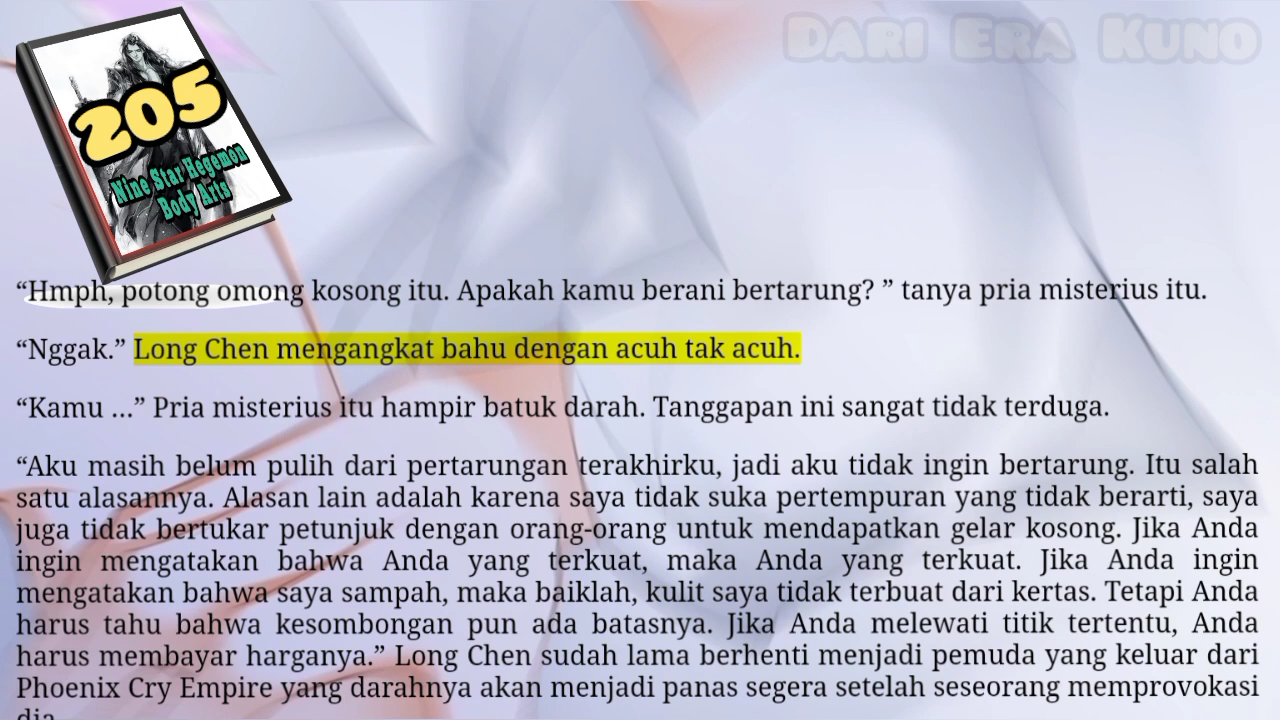 DARI ERA KUNO
205
Nine Star Hegemon
Body Arts
“Hmph, potong omong kosong itu. Apakah kamu berani bertarung? ” tanya pria misterius itu.
“Nggak.” Long Chen mengangkat bahu dengan acuh tak acuh.
“Kamu ...” Pria misterius itu hampir batuk darah. Tanggapan ini sangat tidak terduga.
“Aku masih belum pulih dari pertarungan terakhirku, jadi aku tidak ingin bertarung. Itu salah
satu alasannya. Alasan lain adalah karena saya tidak suka pertempuran yang tidak berarti, saya
juga tidak bertukar petunjuk dengan orang-orang untuk mendapatkan gelar kosong. Jika Anda
ingin mengatakan bahwa Anda yang terkuat, maka Anda yang terkuat. Jika Anda ingin
mengatakan bahwa saya sampah, maka baiklah, kulit saya tidak terbuat dari kertas. Tetapi Anda
harus tahu bahwa kesombongan pun ada batasnya. Jika Anda melewati titik tertentu, Anda
harus membayar harganya.” Long Chen sudah lama berhenti menjadi pemuda yang keluar dari
Phoenix Cry Empire yang darahnya akan menjadi panas segera setelah seseorang memprovokasi
dia.